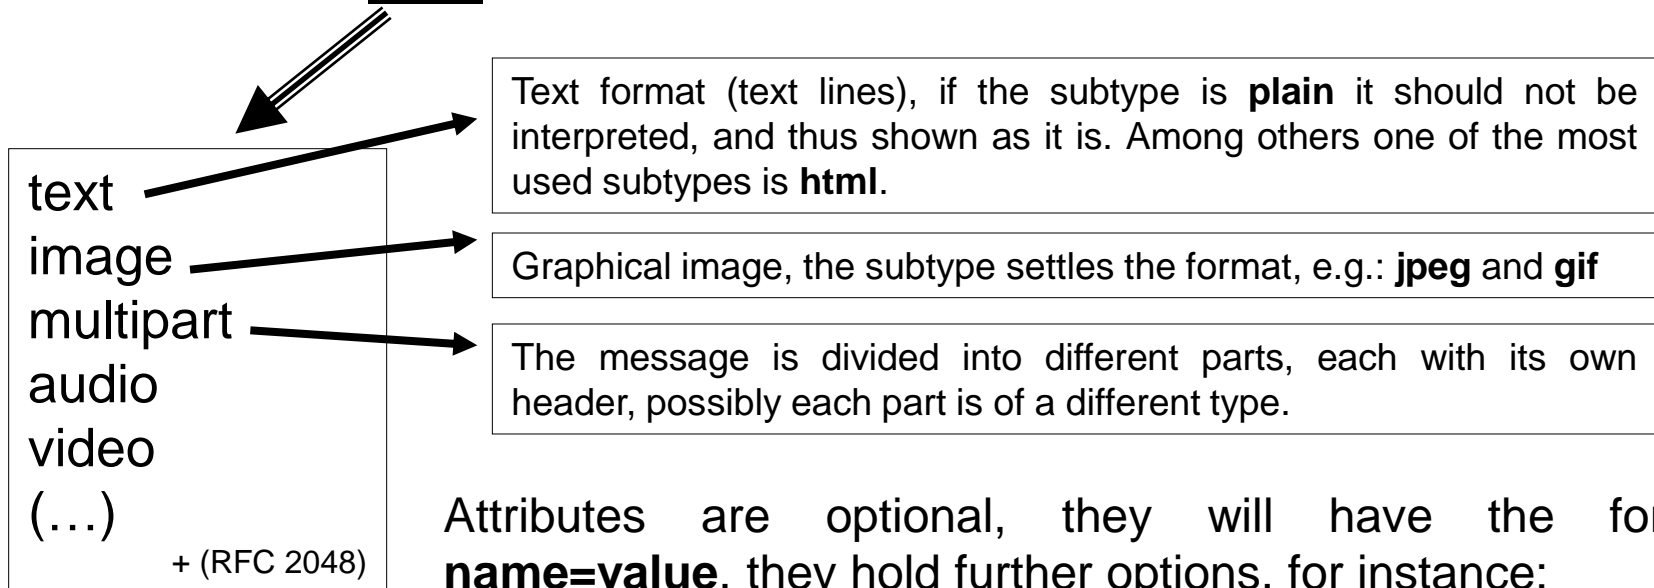 text
image
multipart
audio
video
(…)
+ (RFC 2048)
Text format (text lines), if the subtype is plain it should not be
interpreted, and thus shown as it is. Among others one of the most
used subtypes is html.
Graphical image, the subtype settles the format, e.g.: jpeg and gif
The message is divided into different parts, each with its own
header, possibly each part is of a different type.
Attributes are optional, they will have the
name=value, they hold further options, for instance: